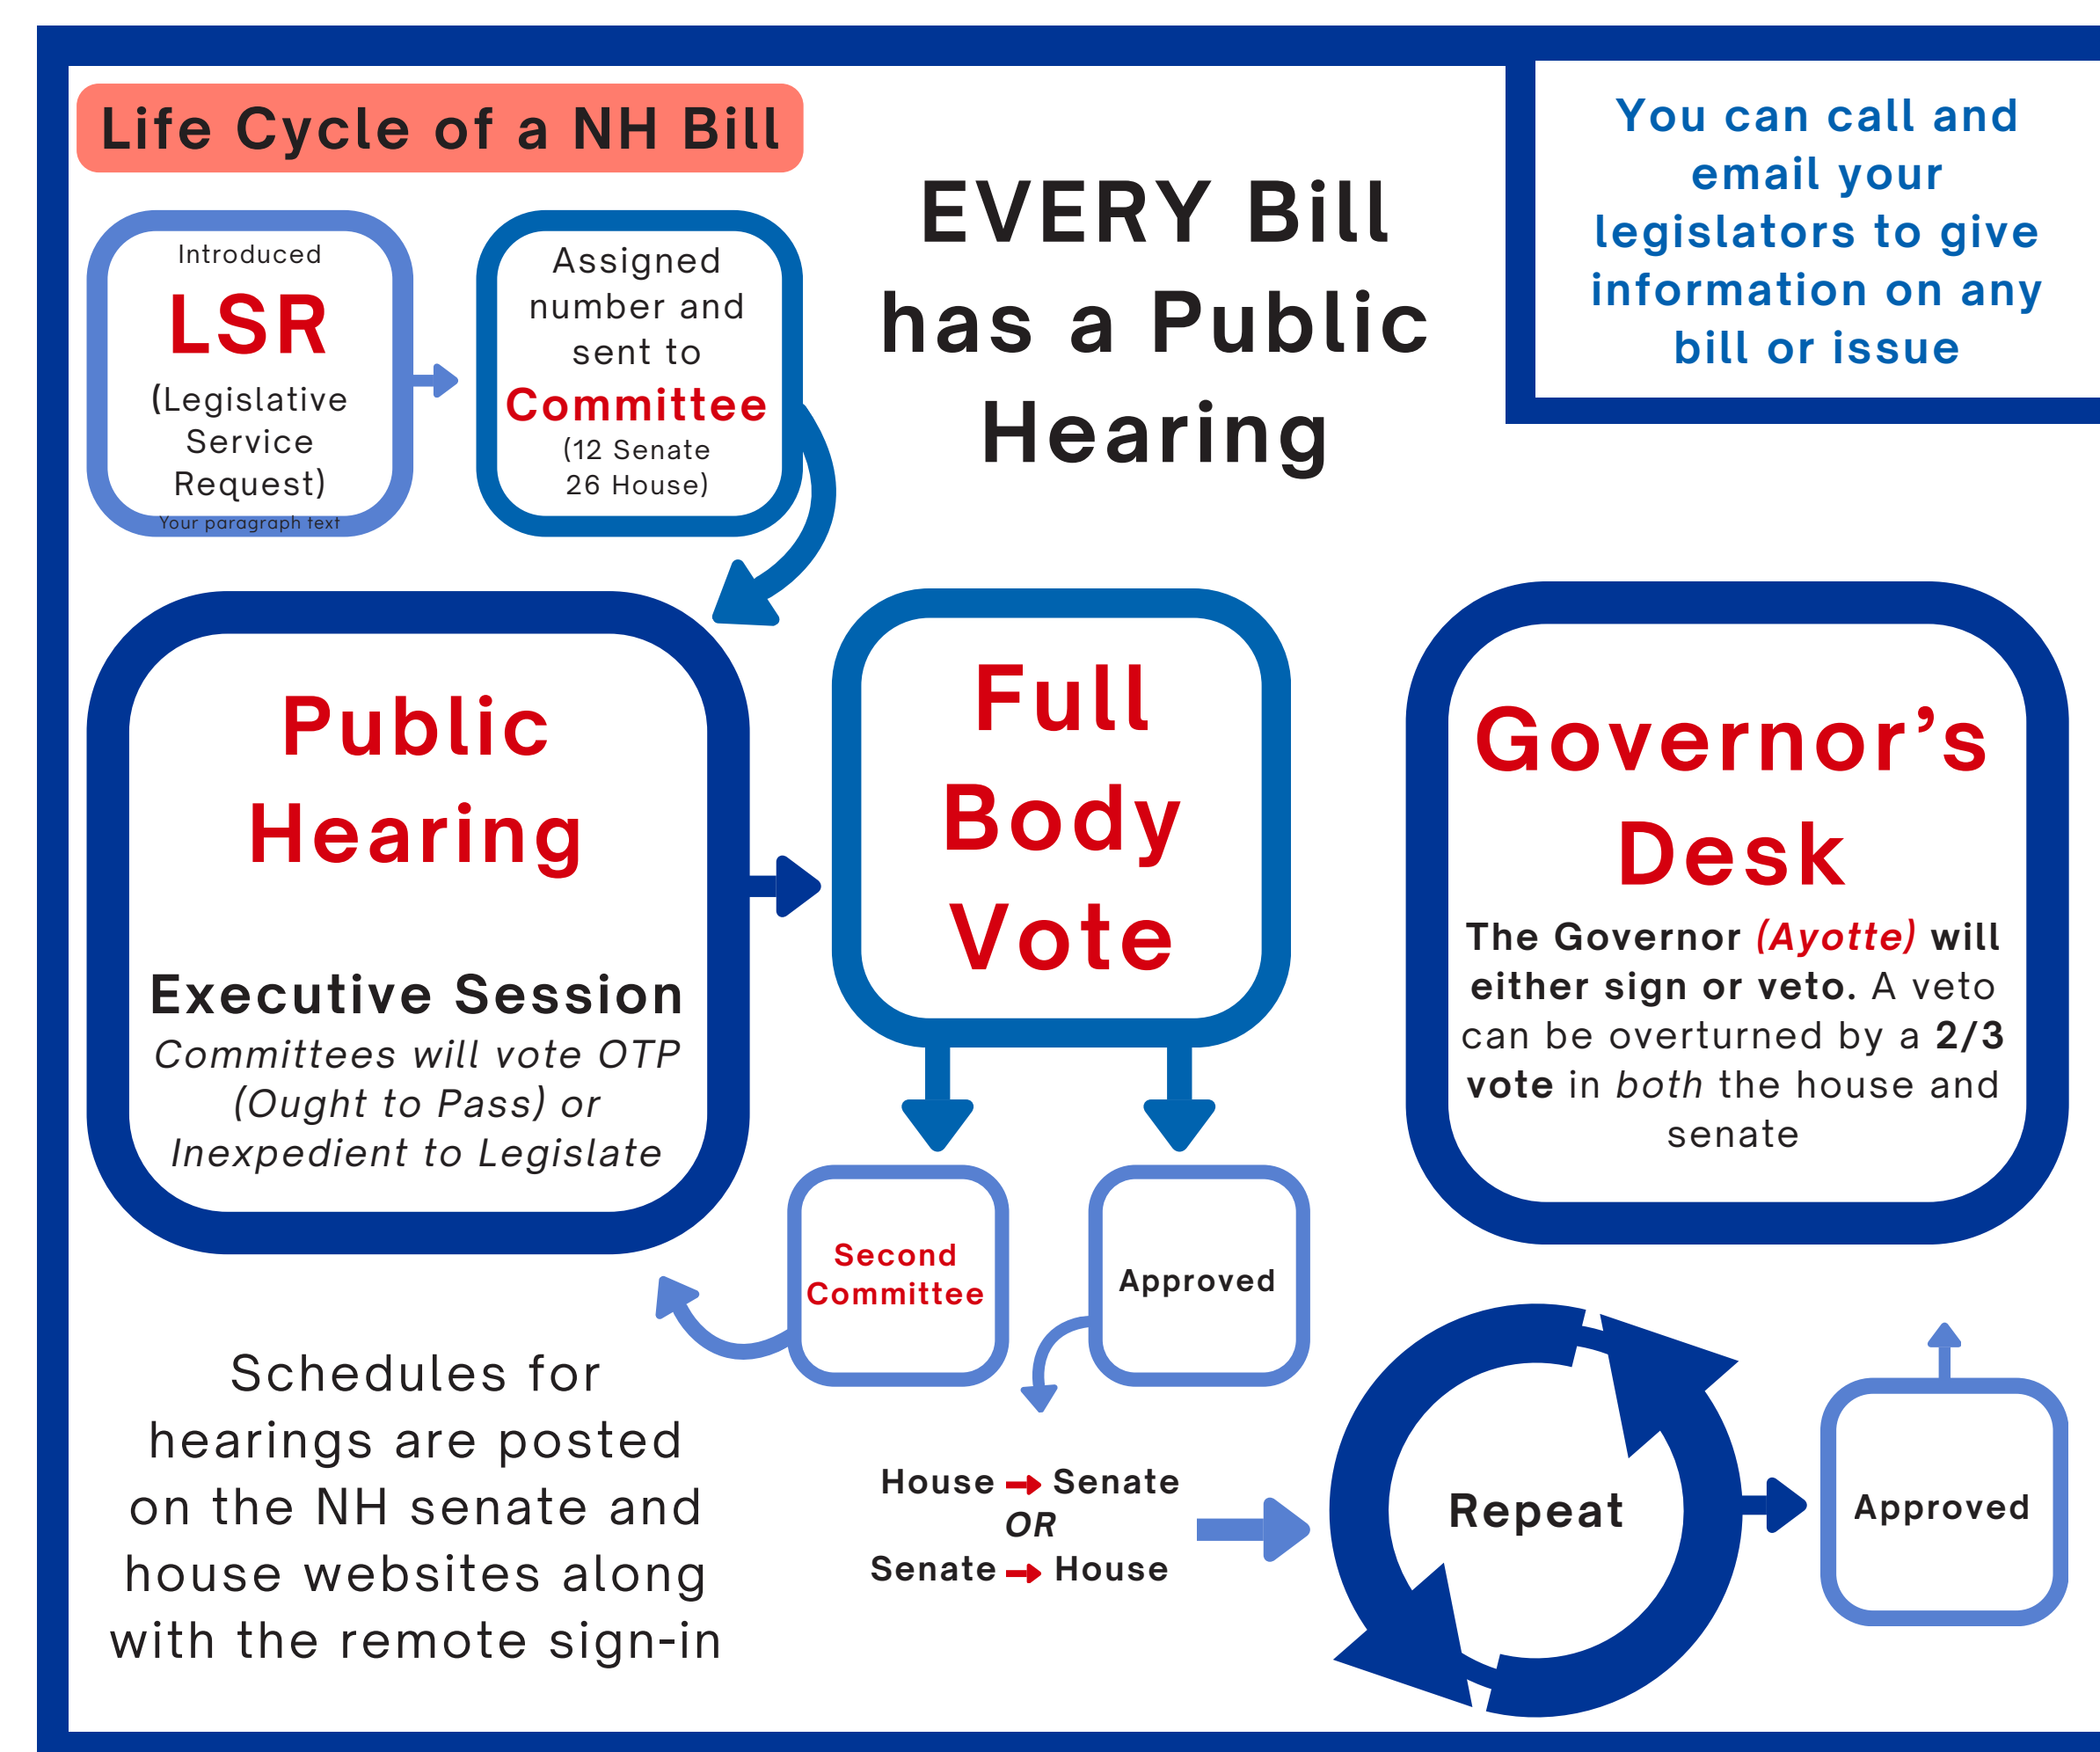 Life Cycle of a NH Bill
Introduced
LSR
(Legislative
Service
Request)
Your paragraph text
Assigned
number and
sent to
Committee
(12 Senate
26 House)
EVERY Bill
has a Public
Hearing
You can call and
email your
legislators to give
information on any
bill or issue
Public
Hearing
Executive Session
Committees will vote OTP
(Ought to Pass) or
Inexpedient to Legislate
Full
Body
Vote
Governor’s
Desk
The Governor (Ayotte) will
either sign or veto. A veto
can be overturned by a 2/3
vote in both the house and
senate
Second
Committee
Approved
Schedules for
hearings are posted
on the NH senate and
house websites along
with the remote sign-in
House Senate
OR
Senate House
Repeat
Approved